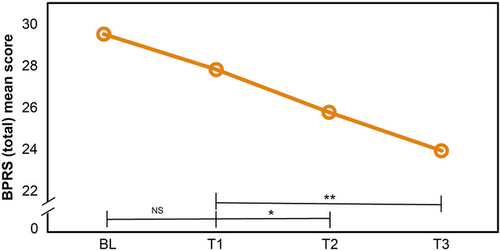 BPRS (total) mean score
30
28
26
24
22
0
**
NS
*
BL T1 T2 T3